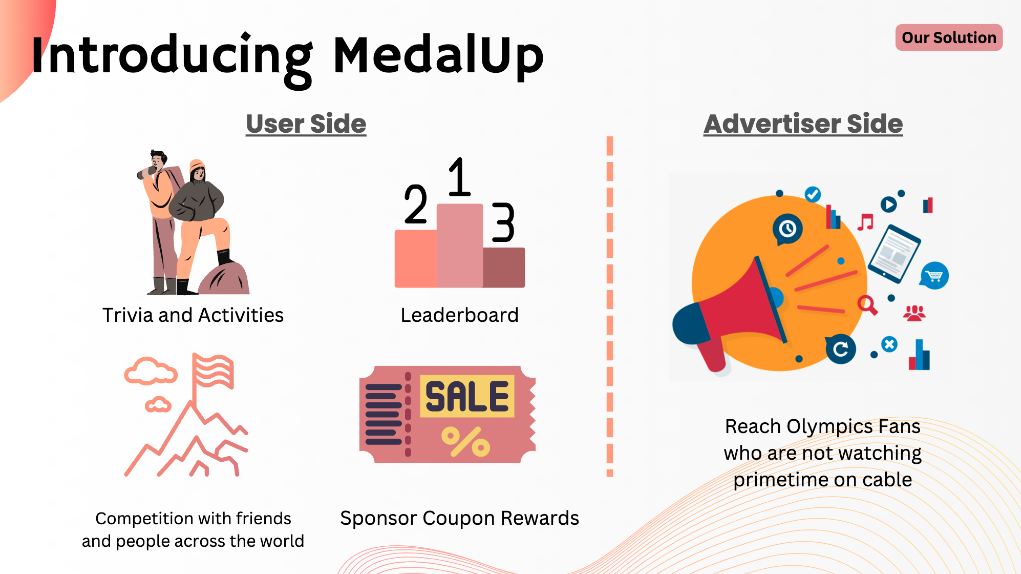 Introducing MedalUp
Our Solution
User Side
Advertiser Side
2
1
3
Trivia and Activities
Leaderboard
SALE
%
Competition with friends
and people across the world
Sponsor Coupon Rewards
Reach Olympics Fans
who are not watching
primetime on cable